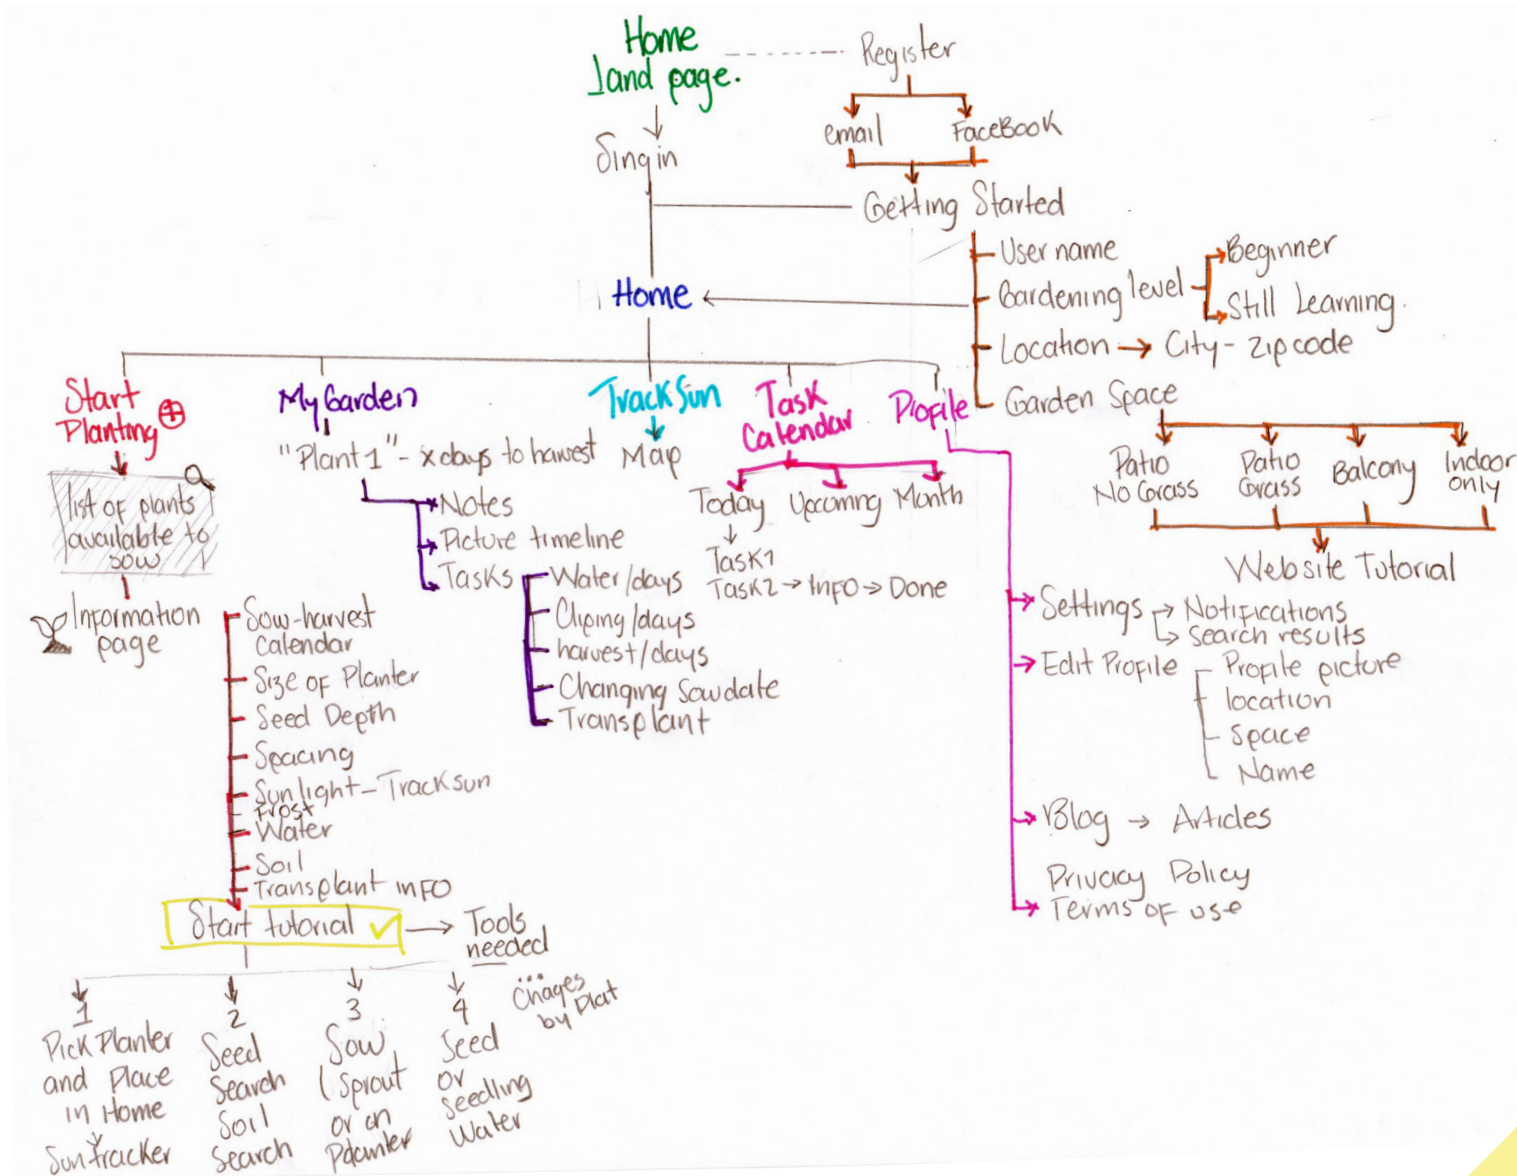 Home
land page.
Register
email
FaceBook
Singin
Getting Started
User name
Gardening level
Beginner
Still Learning.
Location → City - zip code
Garden Space
Patio
No Grass
Patio
Grass
Balcony
Indoor
only
Website Tutorial
Home
Start
Planting
My Garden
Track Sun
Task
Calendar
Profile
list of plants
available to
sow
Information
page
"Plant 1" - x days to harvest
Notes
Picture timeline
Tasks
Water/days
Cliping/days
harvest/days
Changing Sow date
Transplant
Map
Today
Upcoming
Month
Task1
Task2 → INFO → Done
Settings
Notifications
Search results
Edit Profile
Profile picture
location
Space
Name
Blog → Articles
Privacy Policy
Terms of use
Sow-harvest
Calendar
Size of Planter
Seed Depth
Spacing
Sunlight - Track sun
Frost
Water
Soil
Transplant INFO
Start tutorial → Tools
needed
... Chages
by Plat
1
Pick Planter
and Place
in Home
Sun tracker
2
Seed
Search
Soil
Search
3
Sow
(Sprout
or on
4
Seed
or
seedling
Water